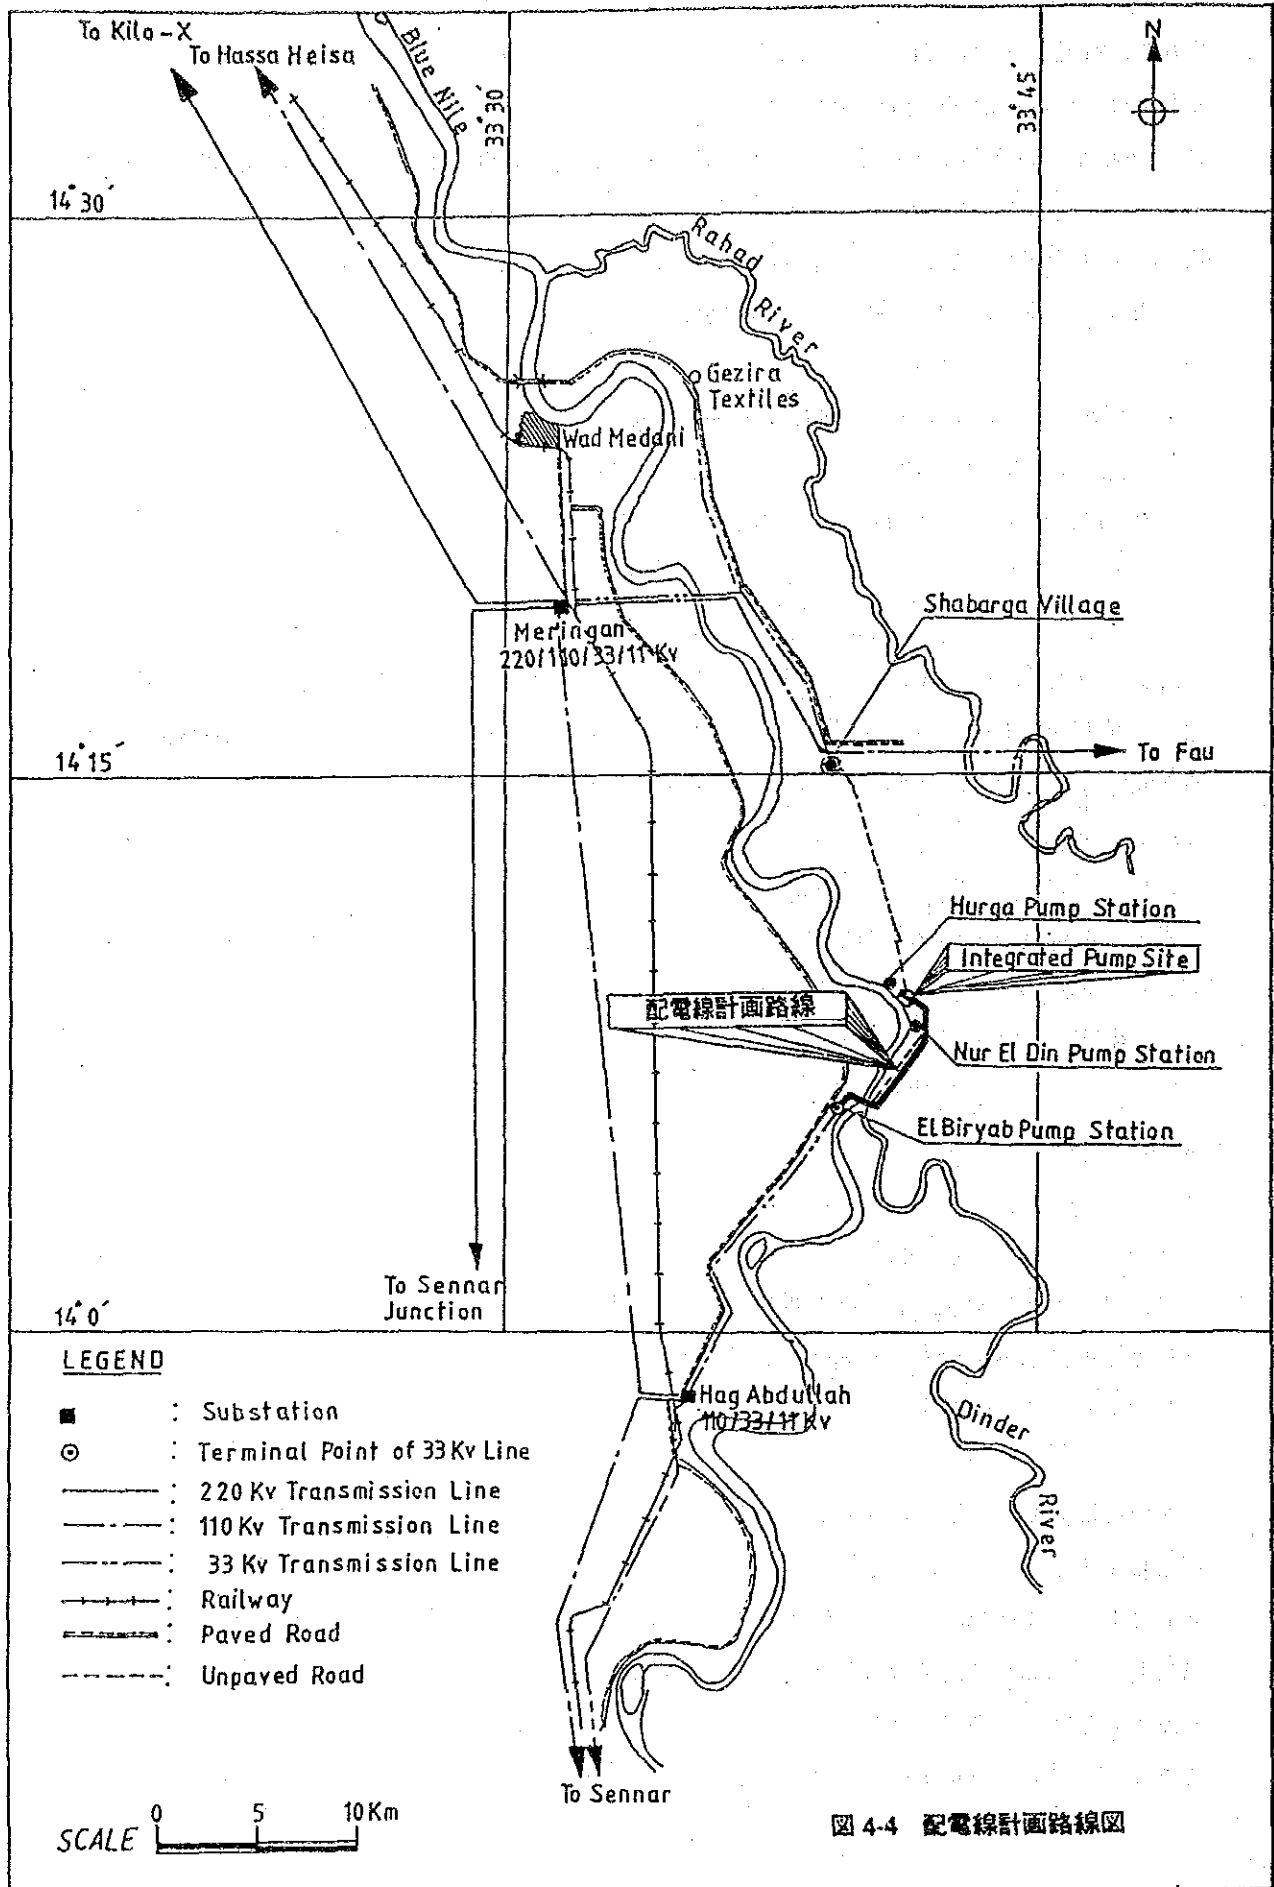 To Kilo-X
To Hassa Heisa
Blue Nile
33°30′
33°45′
N
14°30′
Rahad
River
Gezira
Textiles
Wad Medani
Shabarga Village
Meringan
220/110/33/11 Kv
14°15′
To Fau
Hurga Pump Station
Integrated Pump Site
配電線計画路線
Nur El Din Pump Station
El Biryab Pump Station
To Sennar
Junction
14°0′
LEGEND
Hag Abdullah
110/33/11 Kv
: Substation
: Terminal Point of 33 Kv Line
: 220 Kv Transmission Line
: 110 Kv Transmission Line
: 33 Kv Transmission Line
: Railway
: Paved Road
: Unpaved Road
Dinder
River
To Sennar
0 5 10 Km
SCALE
図 4-4 配電線計画路線図